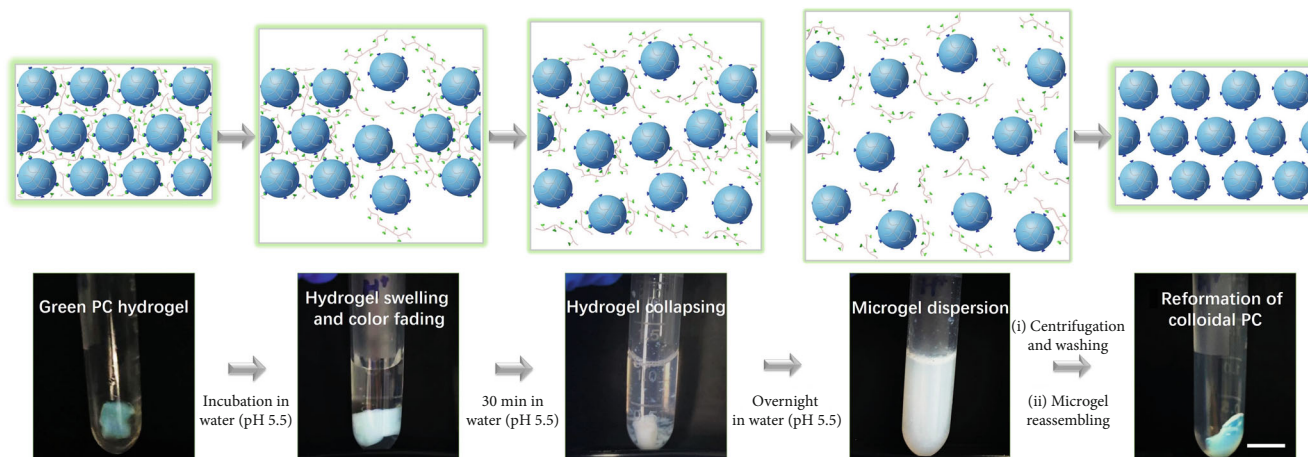 Green PC hydrogel
Hydrogel swelling
and color fading
Hydrogel collapsing
Microgel dispersion
Reformation of
colloidal PC
Incubation in
water (pH 5.5)
30 min in
water (pH 5.5)
Overnight
in water (pH 5.5)
(i) Centrifugation
and washing
(ii) Microgel
reassembling